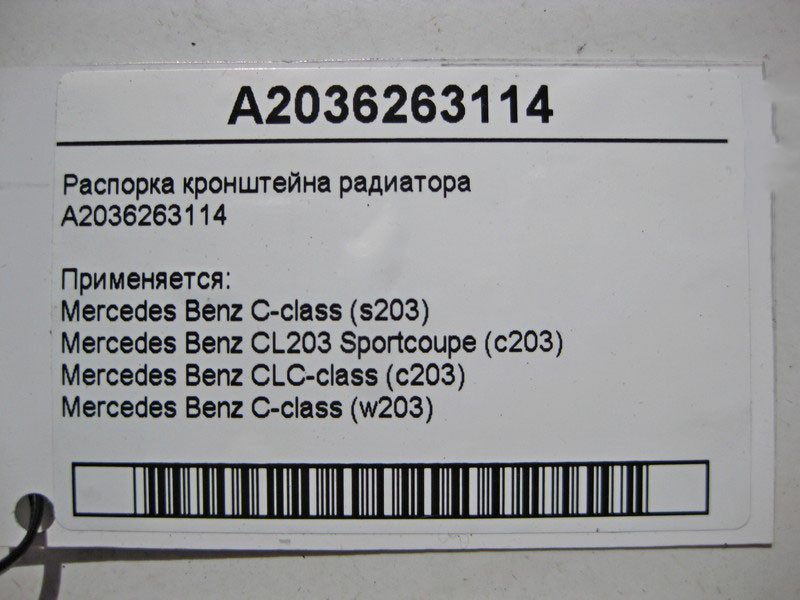 A2036263114
Распорка кронштейна радиатора
A2036263114
Применяется:
Mercedes Benz C-class (s203)
Mercedes Benz CL203 Sportcoupe (c203)
Mercedes Benz CLC-class (c203)
Mercedes Benz C-class (w203)